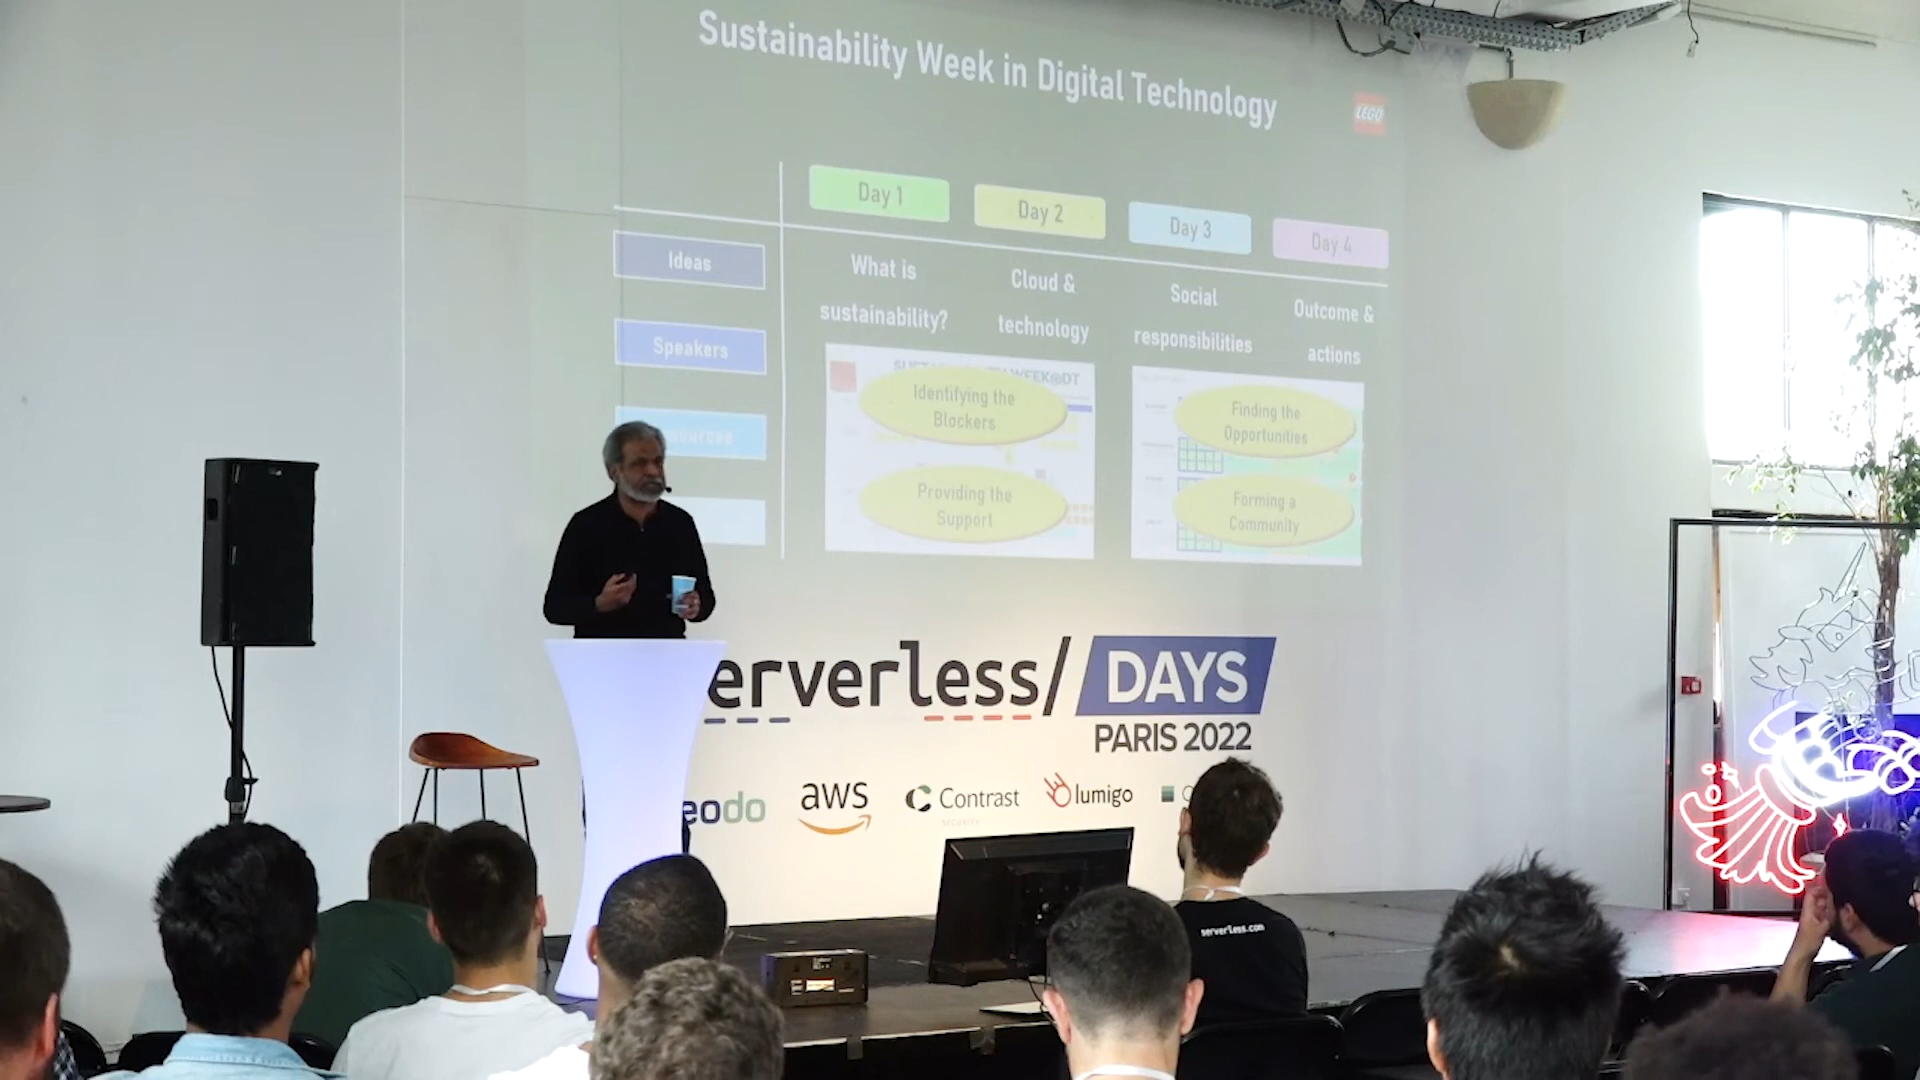 Sustainability Week in Digital Technology
LEGO
Day 1
Day 2
Day 3
Day 4
Ideas
What is
sustainability?
Cloud &
technology
Social
responsibilities
Outcome &
actions
Speakers
Identifying the
Blockers
Finding the
Opportunities
Providing the
Support
Forming a
Community
erverless/ DAYS
PARIS 2022
eodo
aws
Contrast
SECURITY
lumigo
serverless.com